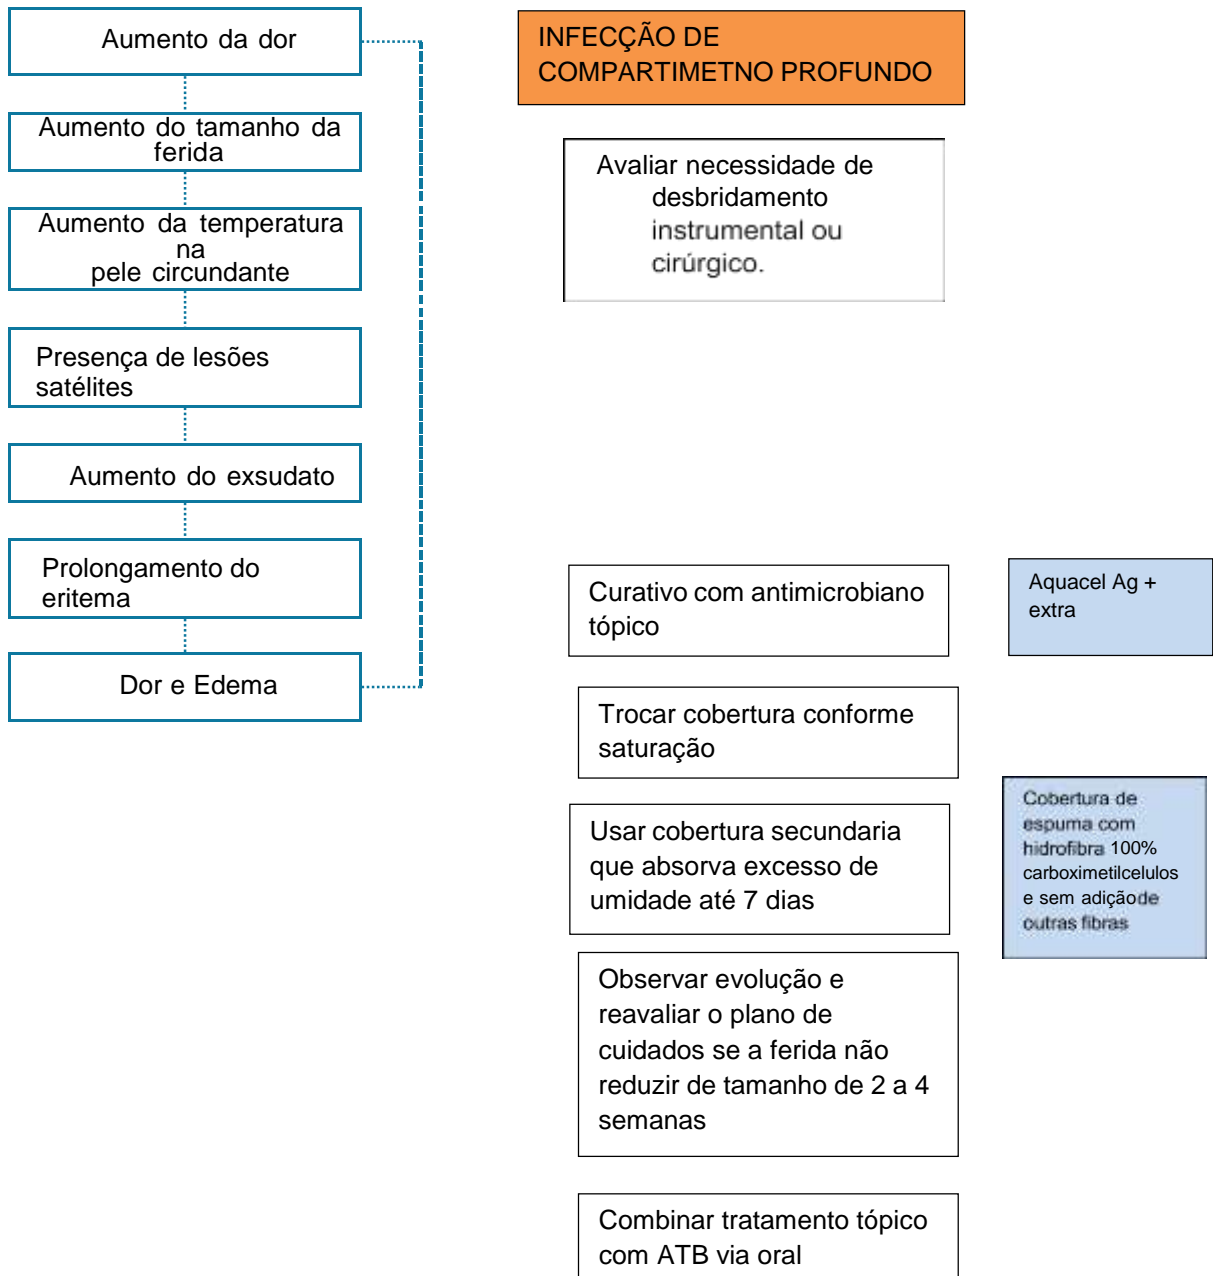 Aumento da dor
Aumento do tamanho da
ferida
Aumento da temperatura
na
pele circundante
Presença de lesões
satélites
Aumento do exsudato
Prolongamento do
eritema
Dor e Edema
INFECÇÃO DE
COMPARTIMETNO PROFUNDO
Avaliar necessidade de
desbridamento
instrumental ou
cirúrgico.
Curativo com antimicrobiano
tópico
Aquacel Ag +
extra
Trocar cobertura conforme
saturação
Usar cobertura secundaria
que absorva excesso de
umidade até 7 dias
Cobertura de
espuma com
hidrofibra 100%
carboximetilcelulos
e sem adiçãode
outras fibras
Observar evolução e
reavaliar o plano de
cuidados se a ferida não
reduzir de tamanho de 2 a 4
semanas
Combinar tratamento tópico
com ATB via oral